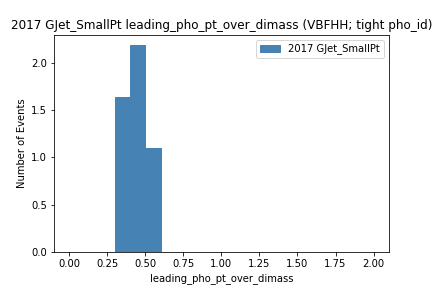 2017 GJet_SmallPt leading_pho_pt_over_dimass (VBFHH; tight pho_id)
2017 GJet_SmallPt
Number of Events
2.0
1.5
1.0
0.5
0.0
0.00 0.25 0.50 0.75 1.00 1.25 1.50 1.75 2.00
leading_pho_pt_over_dimass